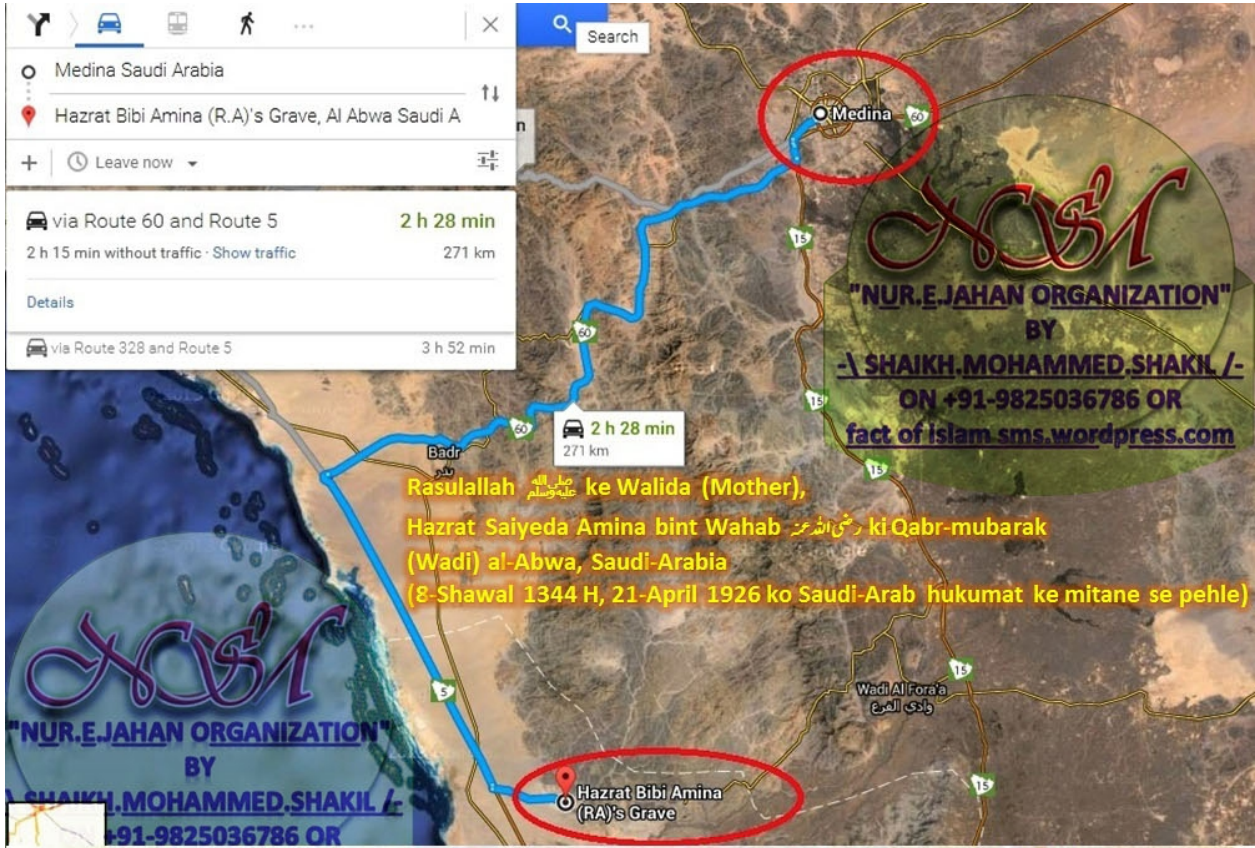 Medina Saudi Arabia
Hazrat Bibi Amina (R.A)'s Grave, Al Abwa Saudi A
Leave now
via Route 60 and Route 5 2 h 28 min
2 h 15 min without traffic · Show traffic 271 km
Details
via Route 328 and Route 5 3 h 52 min
Search
n
Medina
60
15
60
15
60
2 h 28 min
271 km
Badr
بدر
15
NSI
"NUR.E.JAHAN ORGANIZATION"
BY
-\ SHAIKH.MOHAMMED.SHAKIL /-
ON +91-9825036786 OR
fact of islam sms.wordpress.com
Rasulallah ﷺ ke Walida (Mother),
Hazrat Saiyeda Amina bint Wahab رضی اللہ عنہ ki Qabr-mubarak
(Wadi) al-Abwa, Saudi-Arabia
(8-Shawal 1344 H, 21-April 1926 ko Saudi-Arab hukumat ke mitane se pehle)
5
15
Wadi Al Fora'a
وادي الفرع
15
Hazrat Bibi Amina
(RA)'s Grave
NSI
"NUR.E.JAHAN ORGANIZATION"
BY
\ SHAIKH.MOHAMMED.SHAKIL /-
+91-9825036786 OR